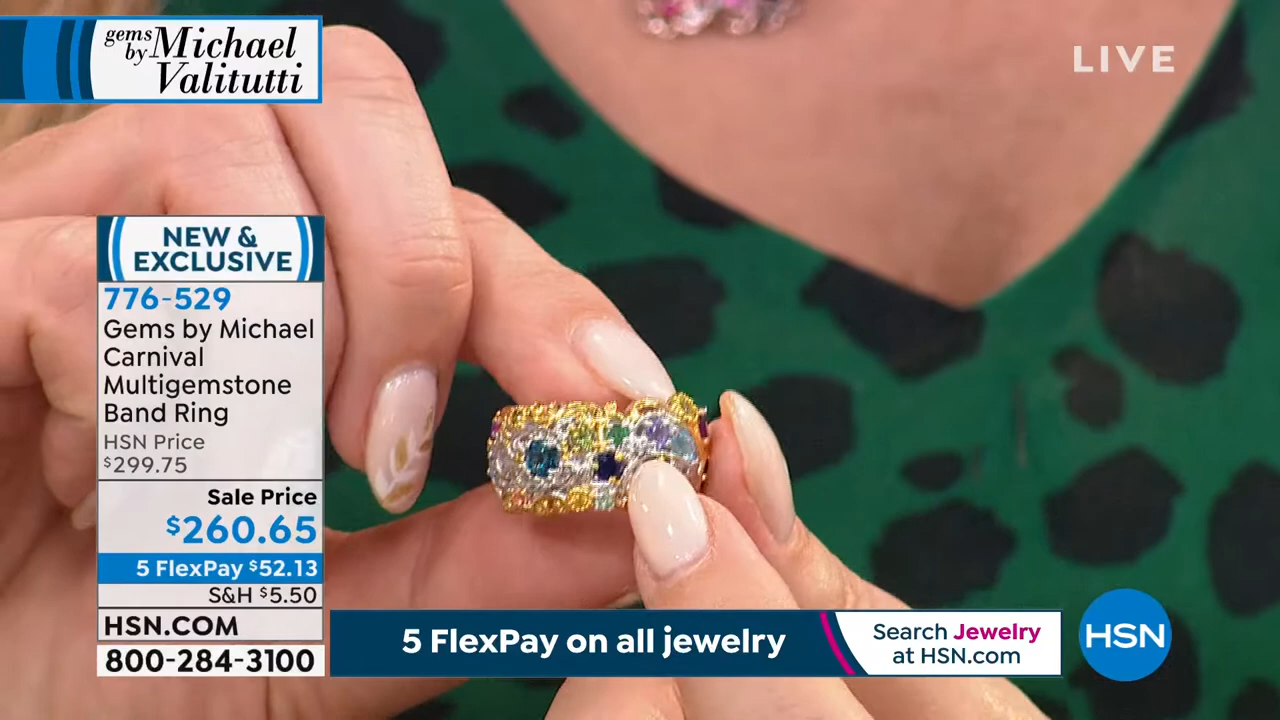 gems
by Michael
Valitutti
LIVE
NEW &
EXCLUSIVE
776-529
Gems by Michael
Carnival
Multigemstone
Band Ring
HSN Price
$299.75
Sale Price
$260.65
5 FlexPay $52.13
S&H $5.50
HSN.COM
800-284-3100
5 FlexPay on all jewelry
Search Jewelry
at HSN.com
HSN